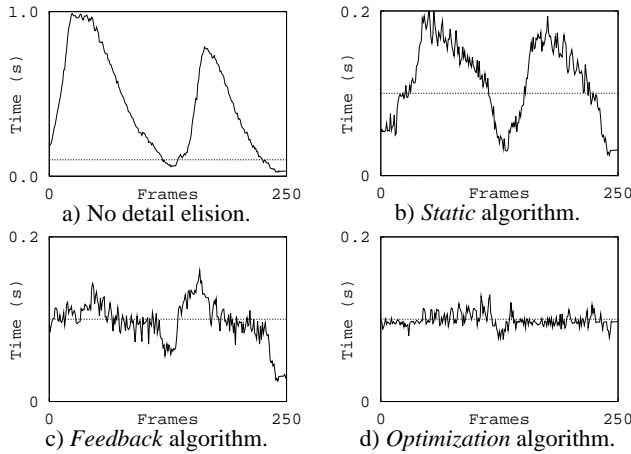 1.0
Time (s)
0.0
0
Frames
250
a) No detail elision.
0.2
Time (s)
0
0
Frames
250
b) Static algorithm.
0.2
Time (s)
0
0
Frames
250
c) Feedback algorithm.
0.2
Time (s)
0
0
Frames
250
d) Optimization algorithm.